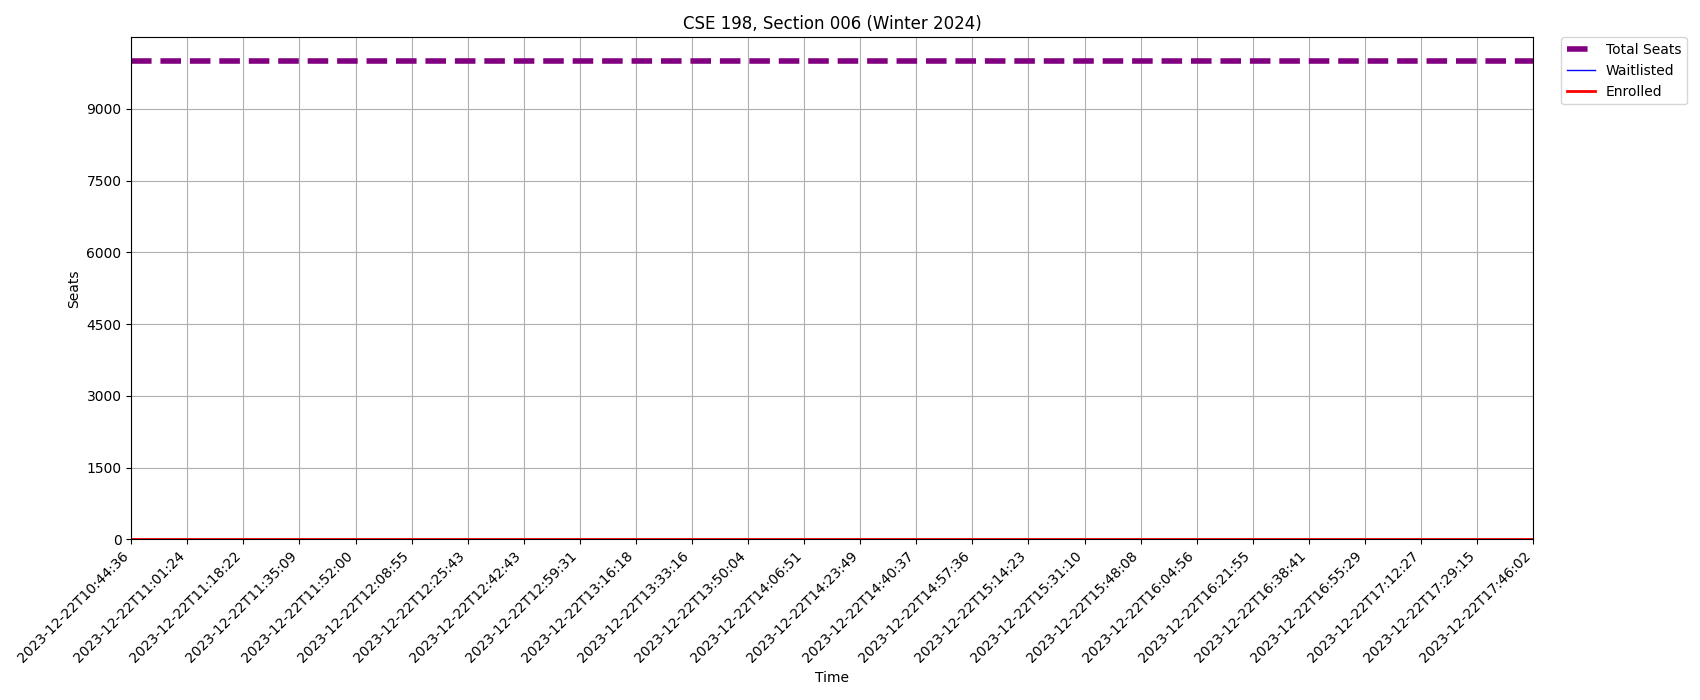 CSE 198, Section 006 (Winter 2024)
Total Seats
Waitlisted
Enrolled
Seats
9000
7500
6000
4500
3000
1500
0
2023-12-22T10:44:36
2023-12-22T11:01:24
2023-12-22T11:18:22
2023-12-22T11:35:09
2023-12-22T11:52:00
2023-12-22T12:08:55
2023-12-22T12:25:43
2023-12-22T12:42:43
2023-12-22T12:59:31
2023-12-22T13:16:18
2023-12-22T13:33:16
2023-12-22T13:50:04
2023-12-22T14:06:51
2023-12-22T14:23:49
2023-12-22T14:40:37
2023-12-22T14:57:36
2023-12-22T15:14:23
2023-12-22T15:31:10
2023-12-22T15:48:08
2023-12-22T16:04:56
2023-12-22T16:21:55
2023-12-22T16:38:41
2023-12-22T16:55:29
2023-12-22T17:12:27
2023-12-22T17:29:15
2023-12-22T17:46:02
Time